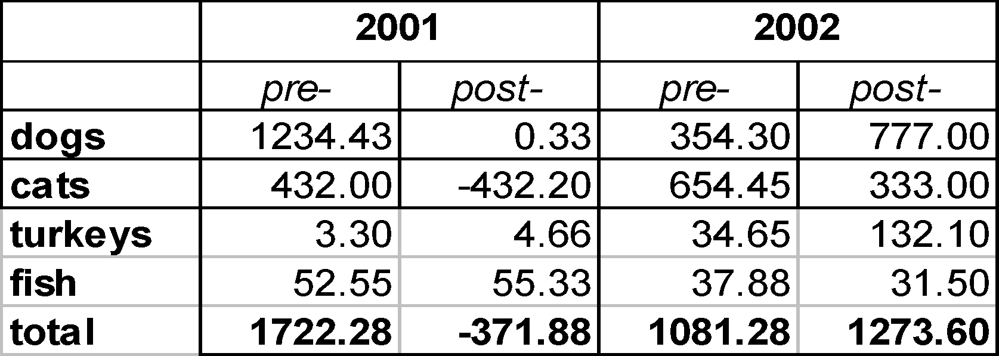 2001 2002
pre- post- pre- post-
dogs 1234.43 0.33 354.30 777.00
cats 432.00 -432.20 654.45 333.00
turkeys 3.30 4.66 34.65 132.10
fish 52.55 55.33 37.88 31.50
total 1722.28 -371.88 1081.28 1273.60